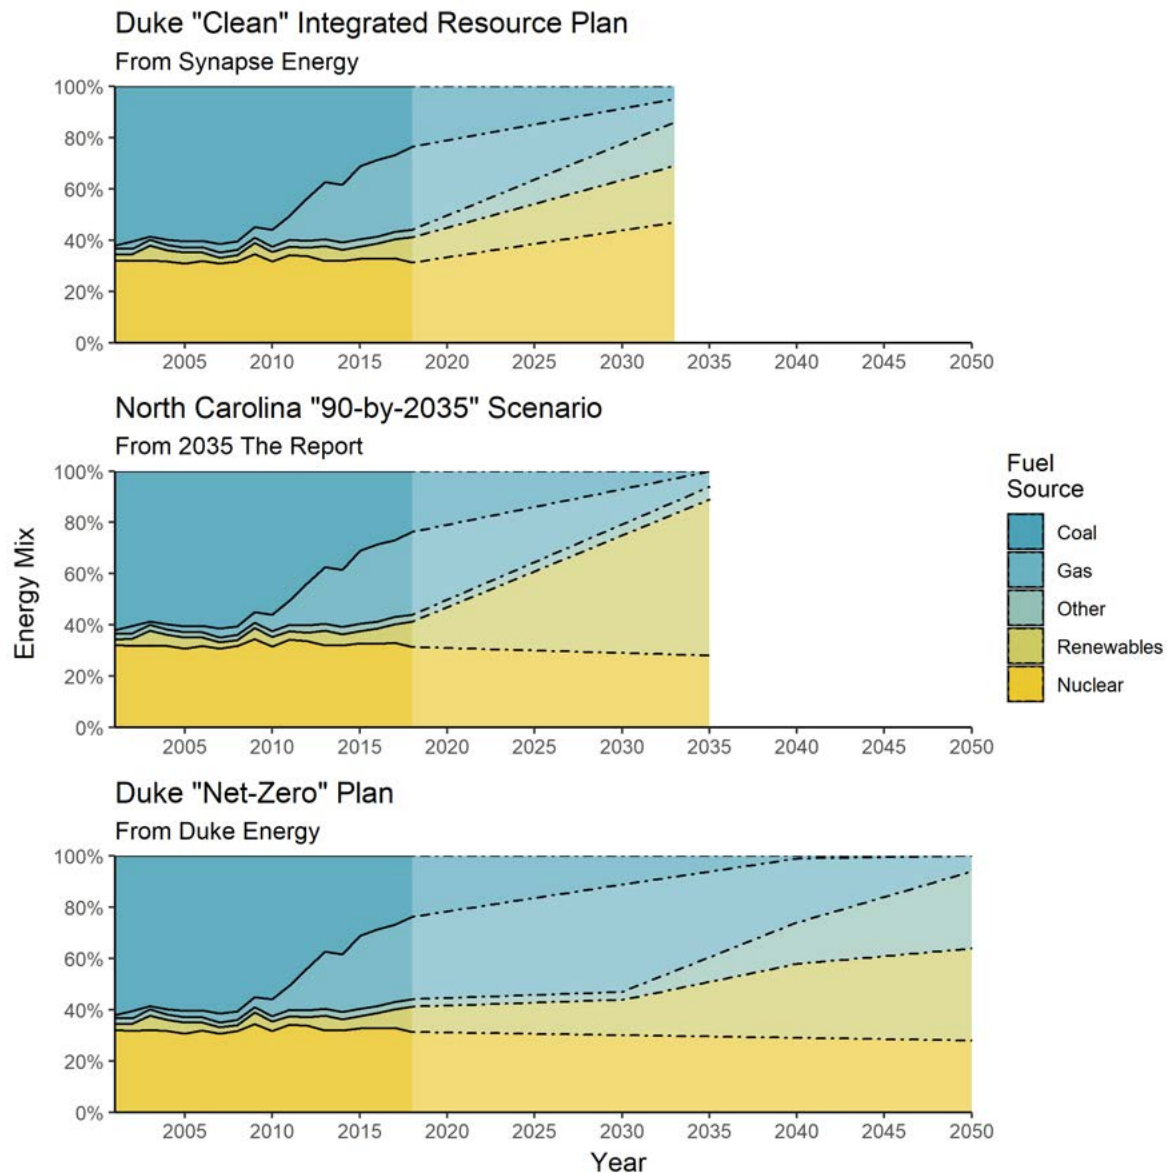 Duke "Clean" Integrated Resource Plan
From Synapse Energy
100%
80%
60%
40%
20%
0%
2005 2010 2015 2020 2025 2030 2035 2040 2045 2050
North Carolina "90-by-2035" Scenario
From 2035 The Report
100%
80%
60%
40%
20%
0%
2005 2010 2015 2020 2025 2030 2035 2040 2045 2050
Energy Mix
Fuel
Source
Coal
Gas
Other
Renewables
Nuclear
Duke "Net-Zero" Plan
From Duke Energy
100%
80%
60%
40%
20%
0%
2005 2010 2015 2020 2025 2030 2035 2040 2045 2050
Year